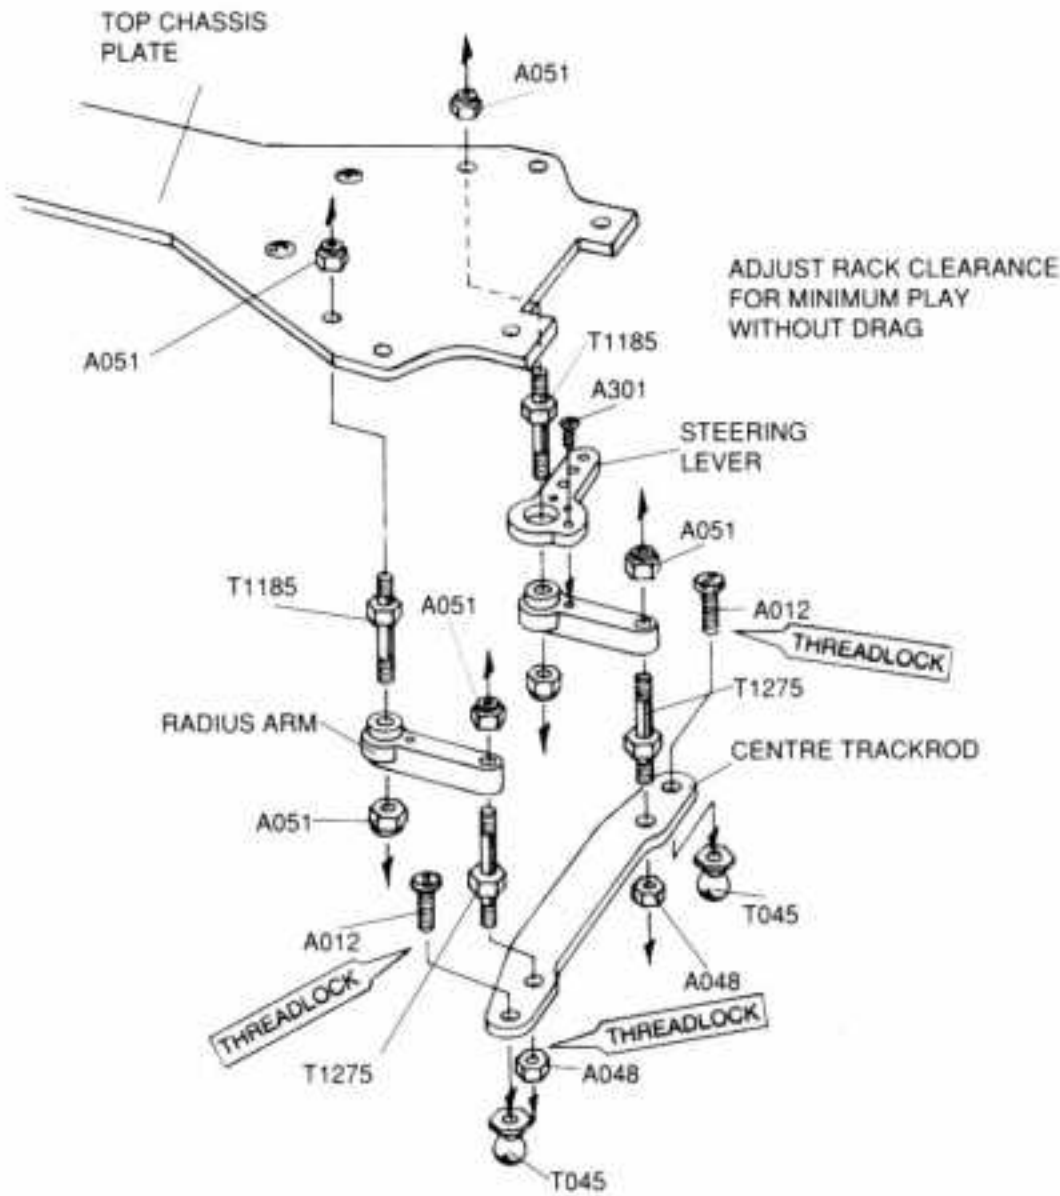 TOP CHASSIS
PLATE
A051
ADJUST RACK CLEARANCE
FOR MINIMUM PLAY
WITHOUT DRAG
A051
T1185
A301
STEERING
LEVER
A051
T1185
A051
A012
THREADLOCK
T1275
RADIUS ARM
CENTRE TRACKROD
A051
T045
A012
A048
THREADLOCK
THREADLOCK
T1275
A048
T045